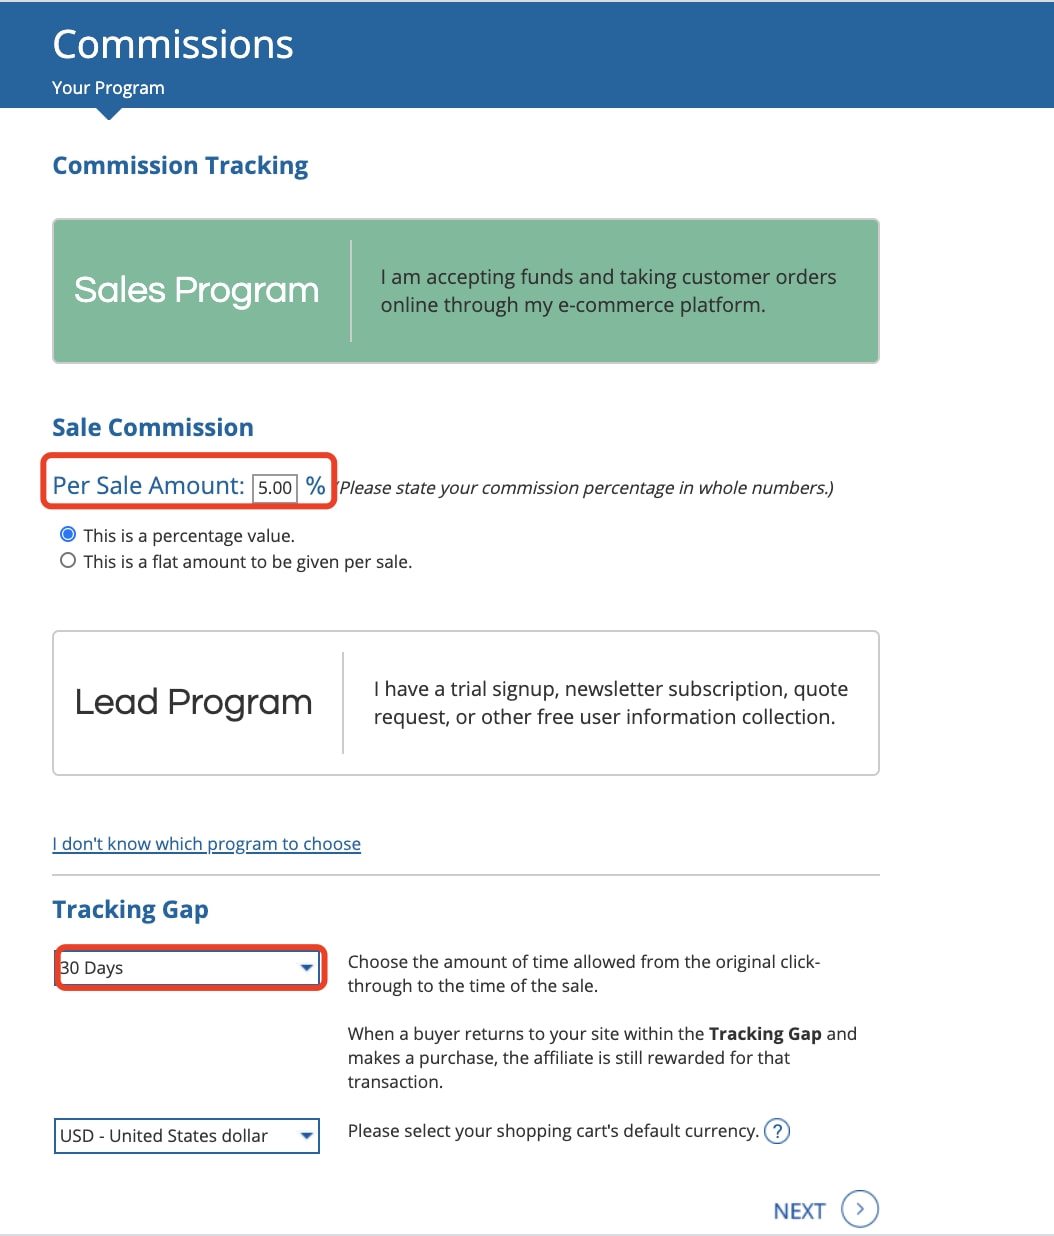 Commissions
Your Program
Commission Tracking
Sales Program
I am accepting funds and taking customer orders
online through my e-commerce platform.
Sale Commission
Per Sale Amount: 5.00 % (Please state your commission percentage in whole numbers.)
This is a percentage value.
This is a flat amount to be given per sale.
Lead Program
I have a trial signup, newsletter subscription, quote
request, or other free user information collection.
I don't know which program to choose
Tracking Gap
30 Days
Choose the amount of time allowed from the original click-
through to the time of the sale.
When a buyer returns to your site within the Tracking Gap and
makes a purchase, the affiliate is still rewarded for that
transaction.
USD - United States dollar
Please select your shopping cart's default currency. ?
NEXT